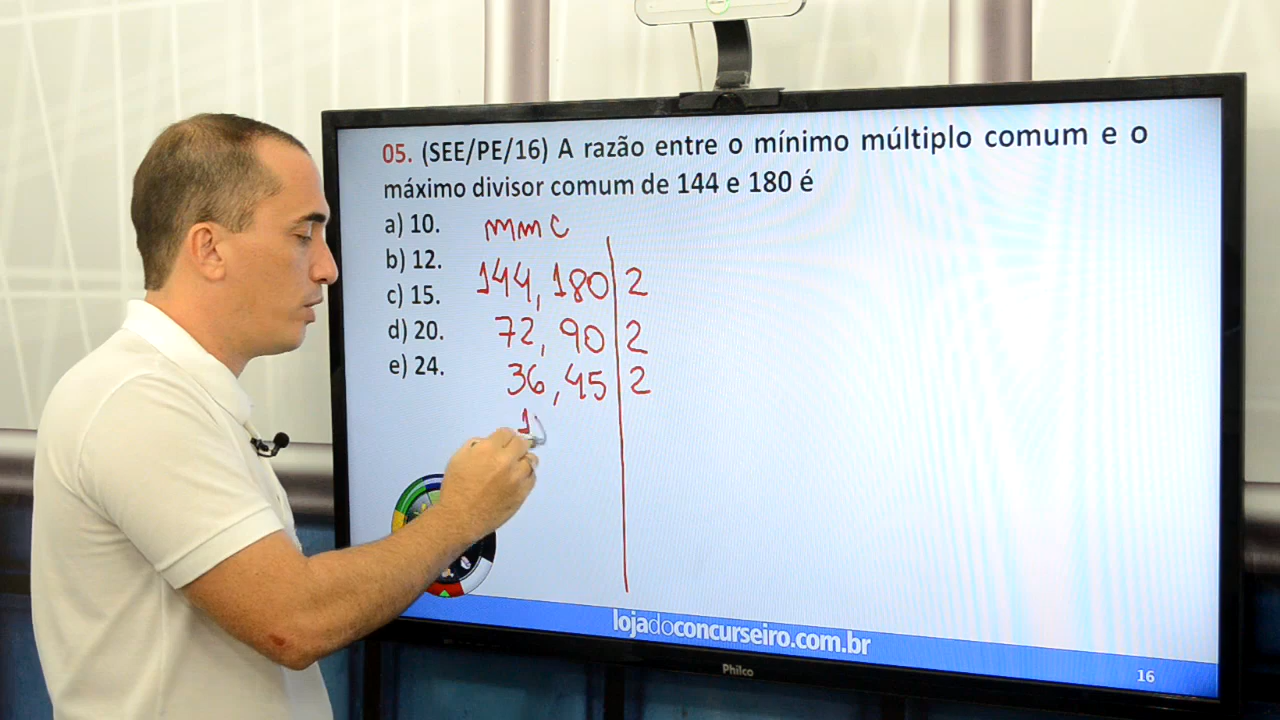 05. (SEE/PE/16) A razão entre o mínimo múltiplo comum e o
máximo divisor comum de 144 e 180 é
a) 10.
b) 12.
c) 15.
d) 20.
e) 24.
mmc
144, 180 2
72, 90 2
36, 45 2
1
lojadoconcurseiro.com.br
16
Philco